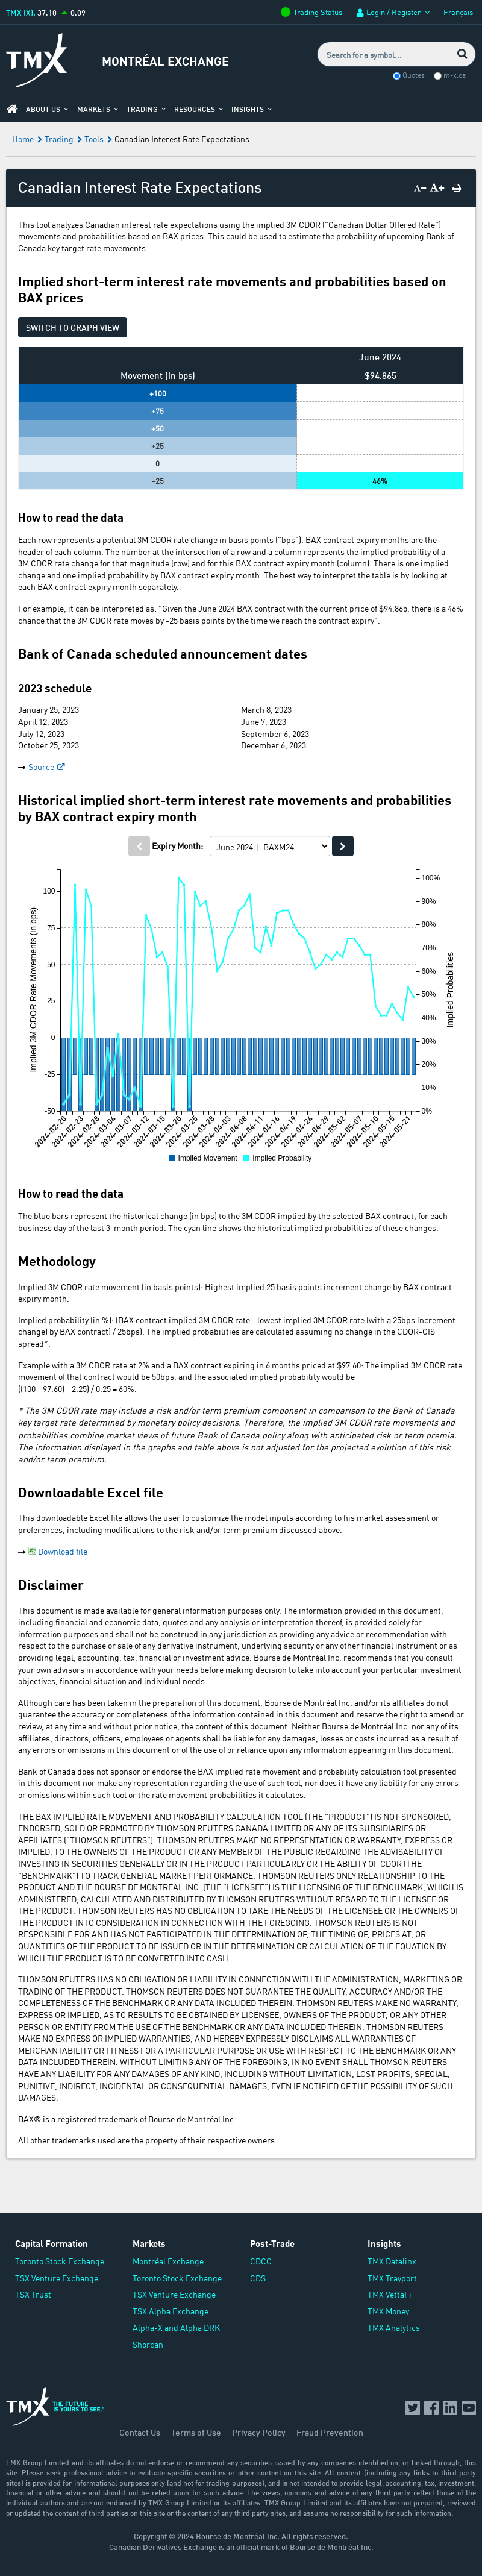 TMX (X): 37.10 0.09
Trading Status
Login / Register
Français
TMX
MONTRÉAL EXCHANGE
Search for a symbol...
Quotes
m-x.ca
ABOUT US
MARKETS
TRADING
RESOURCES
INSIGHTS
Home
Trading
Tools
Canadian Interest Rate Expectations
Canadian Interest Rate Expectations
A− A+
This tool analyzes Canadian interest rate expectations using the implied 3M CDOR ("Canadian Dollar Offered Rate")
movements and probabilities based on BAX prices. This could be used to estimate the probability of upcoming Bank of
Canada key target rate movements.
Implied short-term interest rate movements and probabilities based on
BAX prices
SWITCH TO GRAPH VIEW
June 2024
Movement (in bps) $94.865
+100
+75
+50
+25
0
-25 46%
How to read the data
Each row represents a potential 3M CDOR rate change in basis points ("bps"). BAX contract expiry months are the
header of each column. The number at the intersection of a row and a column represents the implied probability of a
3M CDOR rate change for that magnitude (row) and for this BAX contract expiry month (column). There is one implied
change and one implied probability by BAX contract expiry month. The best way to interpret the table is by looking at
each BAX contract expiry month separately.
For example, it can be interpreted as: "Given the June 2024 BAX contract with the current price of $94.865, there is a 46%
chance that the 3M CDOR rate moves by -25 basis points by the time we reach the contract expiry".
Bank of Canada scheduled announcement dates
2023 schedule
January 25, 2023 March 8, 2023
April 12, 2023 June 7, 2023
July 12, 2023 September 6, 2023
October 25, 2023 December 6, 2023
Source
Historical implied short-term interest rate movements and probabilities
by BAX contract expiry month
Expiry Month: June 2024 | BAXM24
100
75
50
25
0
-25
-50
Implied 3M CDOR Rate Movements (in bps)
100%
90%
80%
70%
60%
50%
40%
30%
20%
10%
0%
Implied Probabilities
2024-02-20
2024-02-23
2024-02-28
2024-03-04
2024-03-07
2024-03-12
2024-03-15
2024-03-20
2024-03-25
2024-03-28
2024-04-03
2024-04-08
2024-04-11
2024-04-16
2024-04-19
2024-04-24
2024-04-29
2024-05-02
2024-05-07
2024-05-10
2024-05-15
2024-05-21
Implied Movement
Implied Probability
How to read the data
The blue bars represent the historical change (in bps) to the 3M CDOR implied by the selected BAX contract, for each
business day of the last 3-month period. The cyan line shows the historical implied probabilities of these changes.
Methodology
Implied 3M CDOR rate movement (in basis points): Highest implied 25 basis points increment change by BAX contract
expiry month.
Implied probability (in %): (BAX contract implied 3M CDOR rate - lowest implied 3M CDOR rate (with a 25bps increment
change) by BAX contract) / 25bps). The implied probabilities are calculated assuming no change in the CDOR-OIS
spread*.
Example with a 3M CDOR rate at 2% and a BAX contract expiring in 6 months priced at $97.60: The implied 3M CDOR rate
movement of that contract would be 50bps, and the associated implied probability would be
((100 - 97.60) - 2.25) / 0.25 = 60%.
* The 3M CDOR rate may include a risk and/or term premium component in comparison to the Bank of Canada
key target rate determined by monetary policy decisions. Therefore, the implied 3M CDOR rate movements and
probabilities combine market views of future Bank of Canada policy along with anticipated risk or term premia.
The information displayed in the graphs and table above is not adjusted for the projected evolution of this risk
and/or term premium.
Downloadable Excel file
This downloadable Excel file allows the user to customize the model inputs according to his market assessment or
preferences, including modifications to the risk and/or term premium discussed above.
Download file
Disclaimer
This document is made available for general information purposes only. The information provided in this document,
including financial and economic data, quotes and any analysis or interpretation thereof, is provided solely for
information purposes and shall not be construed in any jurisdiction as providing any advice or recommendation with
respect to the purchase or sale of any derivative instrument, underlying security or any other financial instrument or as
providing legal, accounting, tax, financial or investment advice. Bourse de Montréal Inc. recommends that you consult
your own advisors in accordance with your needs before making decision to take into account your particular investment
objectives, financial situation and individual needs.
Although care has been taken in the preparation of this document, Bourse de Montréal Inc. and/or its affiliates do not
guarantee the accuracy or completeness of the information contained in this document and reserve the right to amend or
review, at any time and without prior notice, the content of this document. Neither Bourse de Montréal Inc. nor any of its
affiliates, directors, officers, employees or agents shall be liable for any damages, losses or costs incurred as a result of
any errors or omissions in this document or of the use of or reliance upon any information appearing in this document.
Bank of Canada does not sponsor or endorse the BAX implied rate movement and probability calculation tool presented
in this document nor make any representation regarding the use of such tool, nor does it have any liability for any errors
or omissions within such tool or the rate movement probabilities it calculates.
THE BAX IMPLIED RATE MOVEMENT AND PROBABILITY CALCULATION TOOL (THE "PRODUCT") IS NOT SPONSORED,
ENDORSED, SOLD OR PROMOTED BY THOMSON REUTERS CANADA LIMITED OR ANY OF ITS SUBSIDIARIES OR
AFFILIATES ("THOMSON REUTERS"). THOMSON REUTERS MAKE NO REPRESENTATION OR WARRANTY, EXPRESS OR
IMPLIED, TO THE OWNERS OF THE PRODUCT OR ANY MEMBER OF THE PUBLIC REGARDING THE ADVISABILITY OF
INVESTING IN SECURITIES GENERALLY OR IN THE PRODUCT PARTICULARLY OR THE ABILITY OF CDOR (THE
"BENCHMARK") TO TRACK GENERAL MARKET PERFORMANCE. THOMSON REUTERS ONLY RELATIONSHIP TO THE
PRODUCT AND THE BOURSE DE MONTREAL INC. (THE "LICENSEE") IS THE LICENSING OF THE BENCHMARK, WHICH IS
ADMINISTERED, CALCULATED AND DISTRIBUTED BY THOMSON REUTERS WITHOUT REGARD TO THE LICENSEE OR
THE PRODUCT. THOMSON REUTERS HAS NO OBLIGATION TO TAKE THE NEEDS OF THE LICENSEE OR THE OWNERS OF
THE PRODUCT INTO CONSIDERATION IN CONNECTION WITH THE FOREGOING. THOMSON REUTERS IS NOT
RESPONSIBLE FOR AND HAS NOT PARTICIPATED IN THE DETERMINATION OF, THE TIMING OF, PRICES AT, OR
QUANTITIES OF THE PRODUCT TO BE ISSUED OR IN THE DETERMINATION OR CALCULATION OF THE EQUATION BY
WHICH THE PRODUCT IS TO BE CONVERTED INTO CASH.
THOMSON REUTERS HAS NO OBLIGATION OR LIABILITY IN CONNECTION WITH THE ADMINISTRATION, MARKETING OR
TRADING OF THE PRODUCT. THOMSON REUTERS DOES NOT GUARANTEE THE QUALITY, ACCURACY AND/OR THE
COMPLETENESS OF THE BENCHMARK OR ANY DATA INCLUDED THEREIN. THOMSON REUTERS MAKE NO WARRANTY,
EXPRESS OR IMPLIED, AS TO RESULTS TO BE OBTAINED BY LICENSEE, OWNERS OF THE PRODUCT, OR ANY OTHER
PERSON OR ENTITY FROM THE USE OF THE BENCHMARK OR ANY DATA INCLUDED THEREIN. THOMSON REUTERS
MAKE NO EXPRESS OR IMPLIED WARRANTIES, AND HEREBY EXPRESSLY DISCLAIMS ALL WARRANTIES OF
MERCHANTABILITY OR FITNESS FOR A PARTICULAR PURPOSE OR USE WITH RESPECT TO THE BENCHMARK OR ANY
DATA INCLUDED THEREIN. WITHOUT LIMITING ANY OF THE FOREGOING, IN NO EVENT SHALL THOMSON REUTERS
HAVE ANY LIABILITY FOR ANY DAMAGES OF ANY KIND, INCLUDING WITHOUT LIMITATION, LOST PROFITS, SPECIAL,
PUNITIVE, INDIRECT, INCIDENTAL OR CONSEQUENTIAL DAMAGES, EVEN IF NOTIFIED OF THE POSSIBILITY OF SUCH
DAMAGES.
BAX® is a registered trademark of Bourse de Montréal Inc.
All other trademarks used are the property of their respective owners.
Capital Formation
Toronto Stock Exchange
TSX Venture Exchange
TSX Trust
Markets
Montréal Exchange
Toronto Stock Exchange
TSX Venture Exchange
TSX Alpha Exchange
Alpha-X and Alpha DRK
Shorcan
Post-Trade
CDCC
CDS
Insights
TMX Datalinx
TMX Trayport
TMX VettaFi
TMX Money
TMX Analytics
TMX THE FUTURE
IS YOURS TO SEE.
Contact Us
Terms of Use
Privacy Policy
Fraud Prevention
TMX Group Limited and its affiliates do not endorse or recommend any securities issued by any companies identified on, or linked through, this
site. Please seek professional advice to evaluate specific securities or other content on this site. All content (including any links to third party
sites) is provided for informational purposes only (and not for trading purposes), and is not intended to provide legal, accounting, tax, investment,
financial or other advice and should not be relied upon for such advice. The views, opinions and advice of any third party reflect those of the
individual authors and are not endorsed by TMX Group Limited or its affiliates. TMX Group Limited and its affiliates have not prepared, reviewed
or updated the content of third parties on this site or the content of any third party sites, and assume no responsibility for such information.
Copyright © 2024 Bourse de Montréal Inc. All rights reserved.
Canadian Derivatives Exchange is an official mark of Bourse de Montréal Inc.